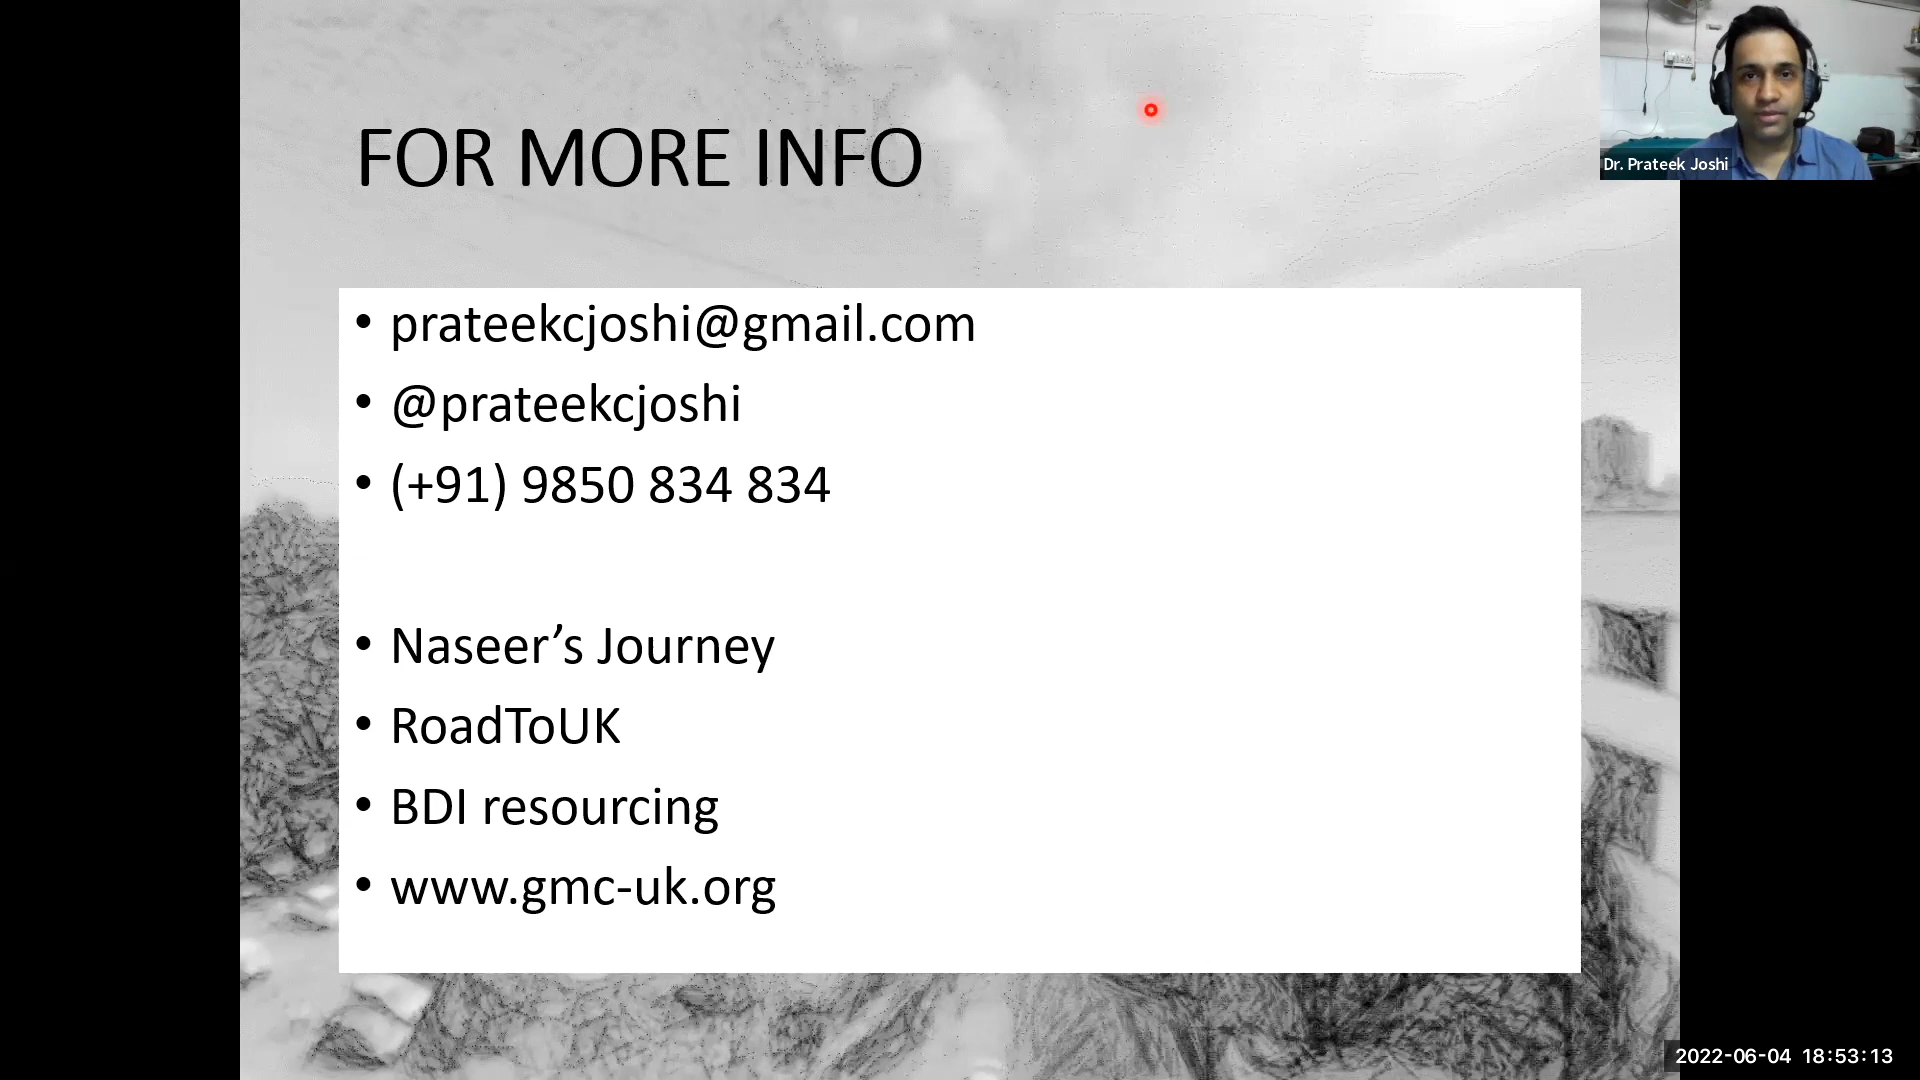 FOR MORE INFO
Dr. Prateek Joshi
• prateekcjoshi@gmail.com
• @prateekcjoshi
• (+91) 9850 834 834
• Naseer’s Journey
• RoadToUK
• BDI resourcing
• www.gmc-uk.org
2022-06-04 18:53:13